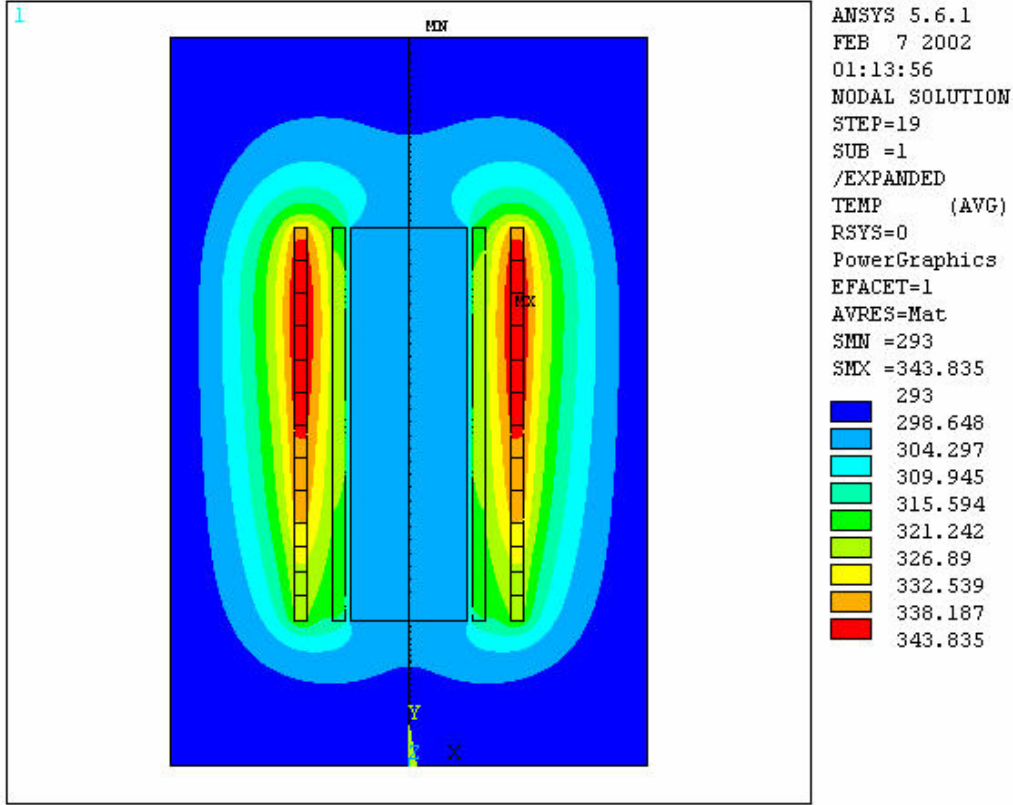 1
MN
MX
Y
Z
X
ANSYS 5.6.1
FEB  7 2002
01:13:56
NODAL SOLUTION
STEP=19
SUB =1
/EXPANDED
TEMP     (AVG)
RSYS=0
PowerGraphics
EFACET=1
AVRES=Mat
SMN =293
SMX =343.835
293
298.648
304.297
309.945
315.594
321.242
326.89
332.539
338.187
343.835